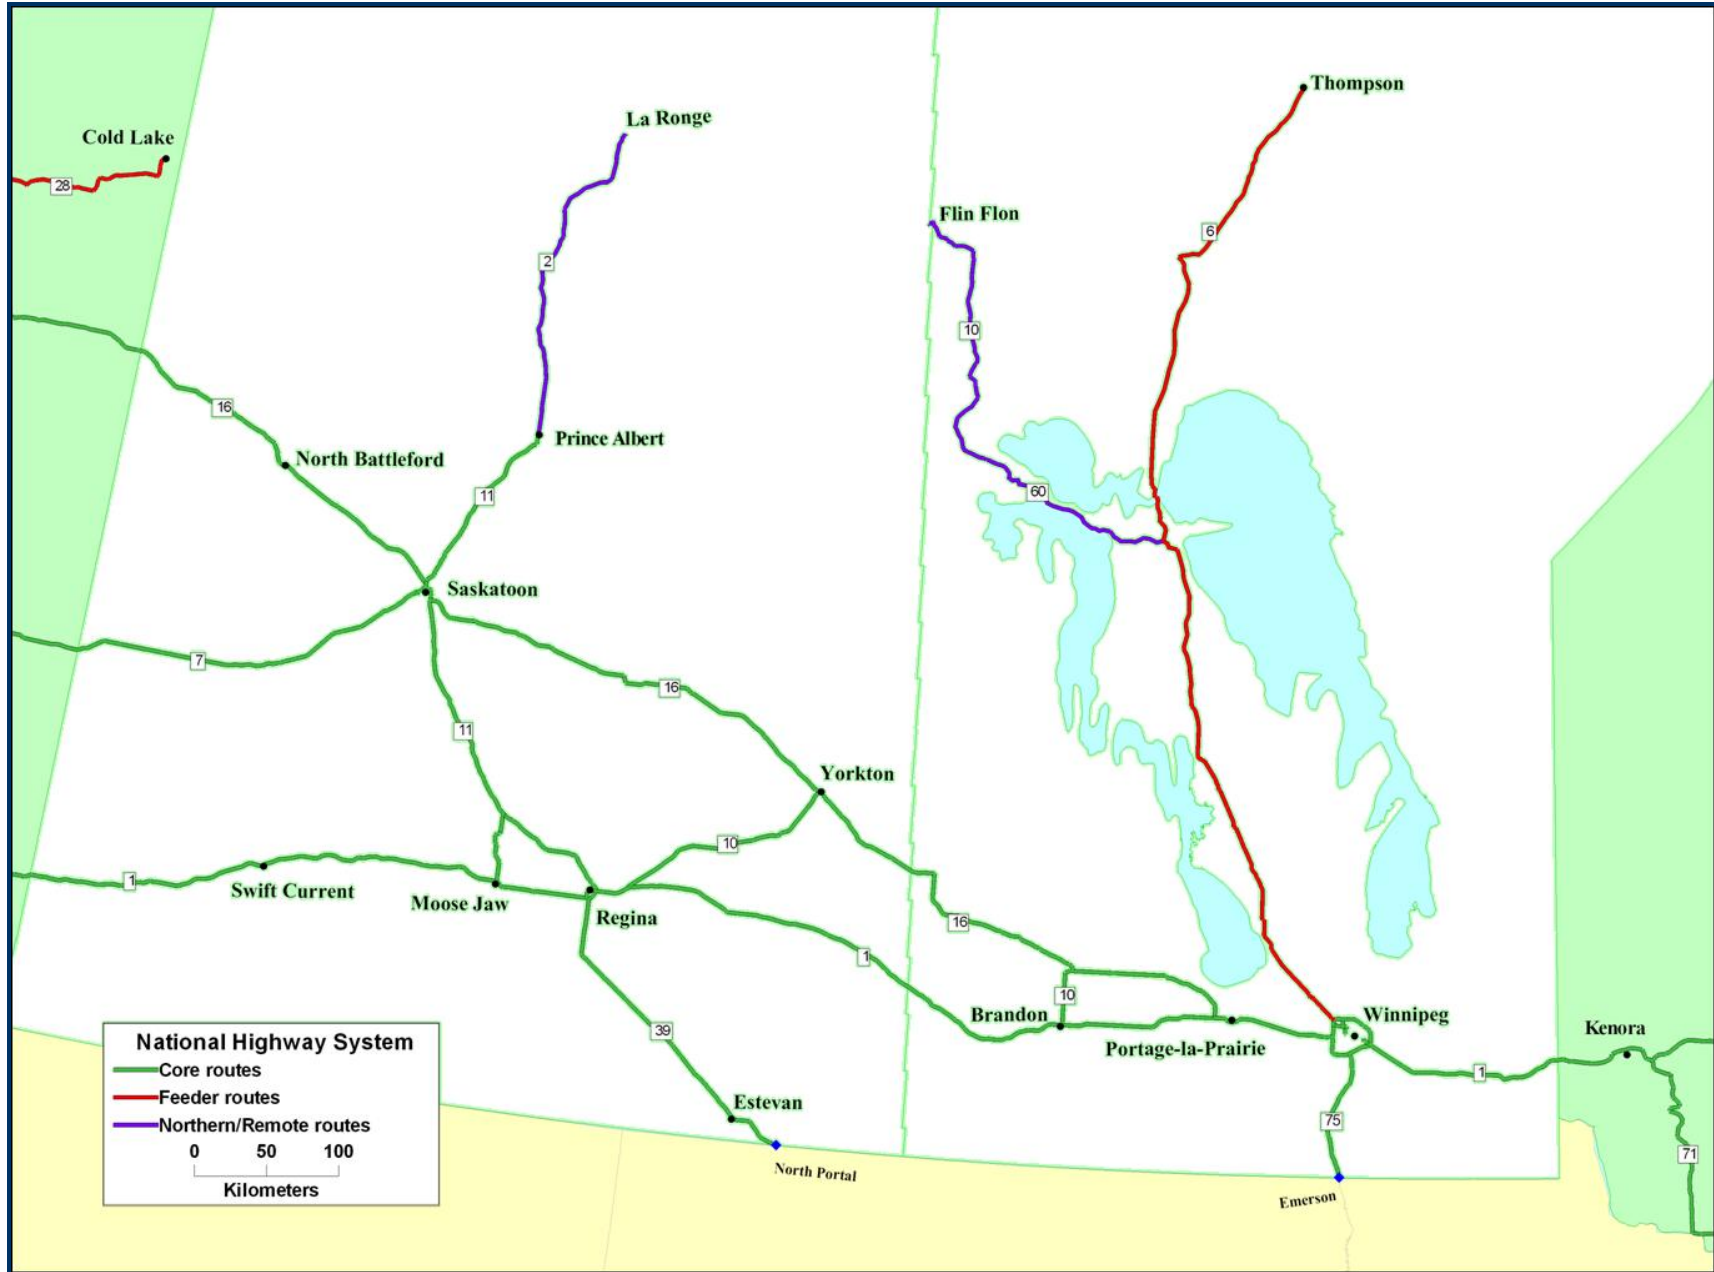 Thompson
La Ronge
Cold Lake
28
Flin Flon
6
2
10
16
Prince Albert
North Battleford
60
11
Saskatoon
7
16
11
Yorkton
10
1
Swift Current
Moose Jaw
Regina
16
1
10
Brandon
Winnipeg
Portage-la-Prairie
Kenora
39
1
National Highway System
Core routes
Feeder routes
Northern/Remote routes
0 50 100
Kilometers
Estevan
75
71
North Portal
Emerson